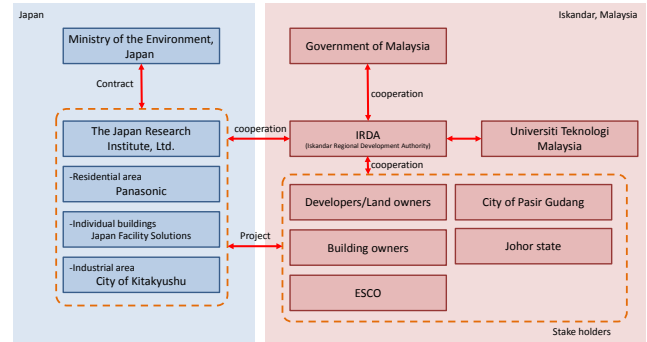 Japan
Ministry of the Environment,
Japan
Contract
The Japan Research
Institute, Ltd.
-Residential area
Panasonic
-Individual buildings
Japan Facility Solutions
-Industrial area
City of Kitakyushu
cooperation
Project
Iskandar, Malaysia
Government of Malaysia
cooperation
IRDA
(Iskandar Regional Development Authority)
Universiti Teknologi
Malaysia
cooperation
Developers/Land owners
City of Pasir Gudang
Building owners
Johor state
ESCO
Stake holders